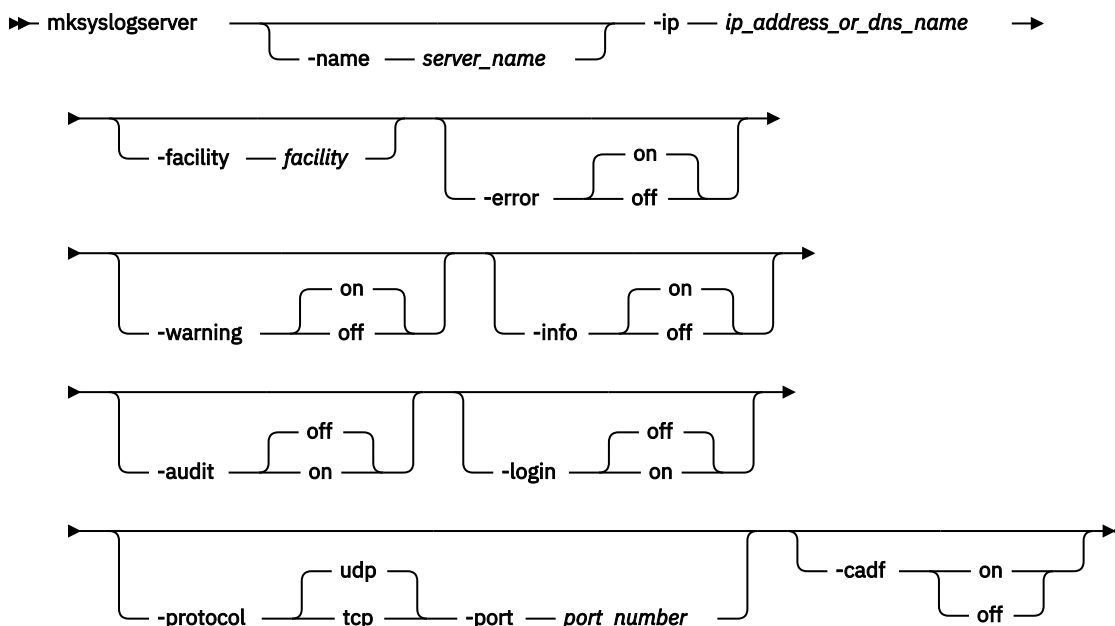 mksyslogserver -ip ip_address_or_dns_name
-name server_name
-facility facility
on
-error off
on on
-warning off -info off
off off
-audit on -login on
udp
-cadf on
-protocol tcp -port port_number
off